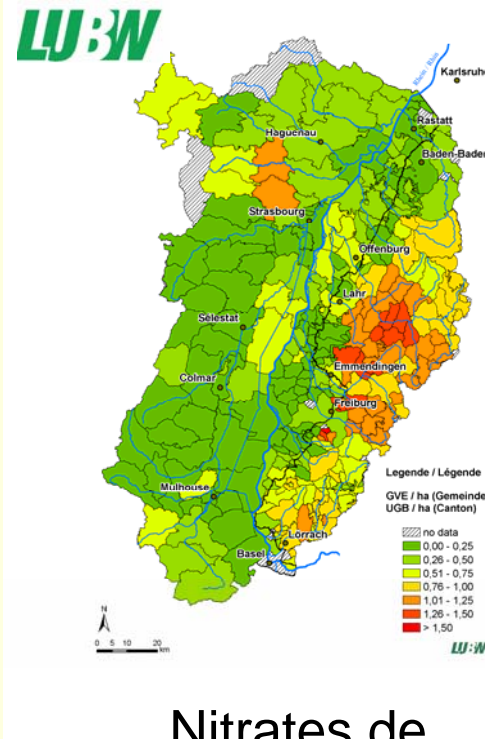 LUBW
Rhein / Rhin
Karlsruhe
Rastatt
Haguenau
Baden-Baden
Strasbourg
Offenburg
Lahr
Sélestat
Emmendingen
Colmar
Freiburg
Legende / Légende
GVE / ha (Gemeinde
UGB / ha (Canton)
Mulhouse
no data
0,00 - 0,25
0,26 - 0,50
0,51 - 0,75
0,76 - 1,00
1,01 - 1,25
1,26 - 1,50
> 1,50
Lörrach
Basel
N
0 5 10 20
km
LUBW
Nitrates de